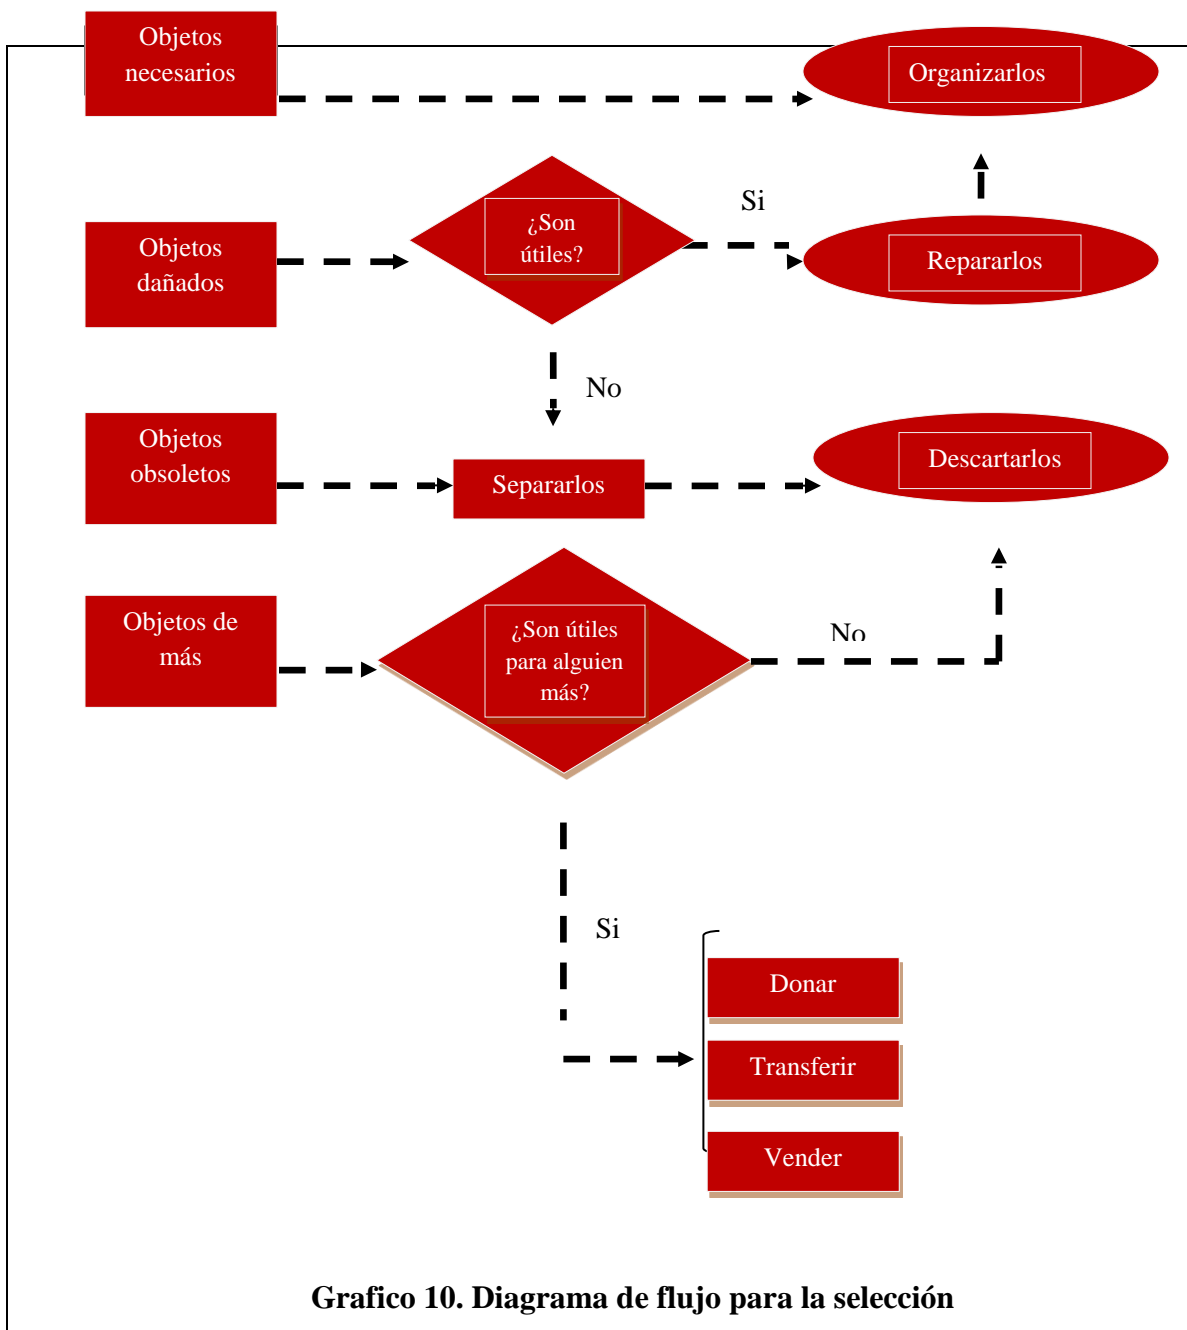 Objetos
necesarios
Organizarlos
Objetos
dañados
¿Son
útiles?
Si
Repararlos
No
Objetos
obsoletos
Separarlos
Descartarlos
Objetos de
más
¿Son útiles
para alguien
más?
No
Si
Donar
Transferir
Vender
Grafico 10. Diagrama de flujo para la selección